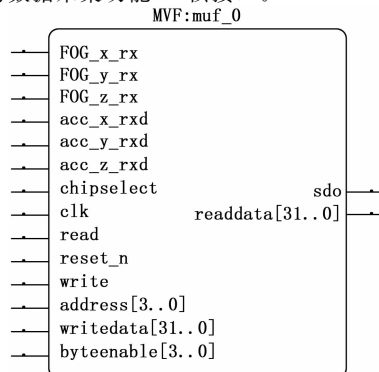 MVF:muf_0
FOG_x_rx
FOG_y_rx
FOG_z_rx
acc_x_rxd
acc_y_rxd
acc_z_rxd
chipselect
sdo
clk
readdata[31..0]
read
reset_n
write
address[3..0]
writedata[31..0]
byteenable[3..0]